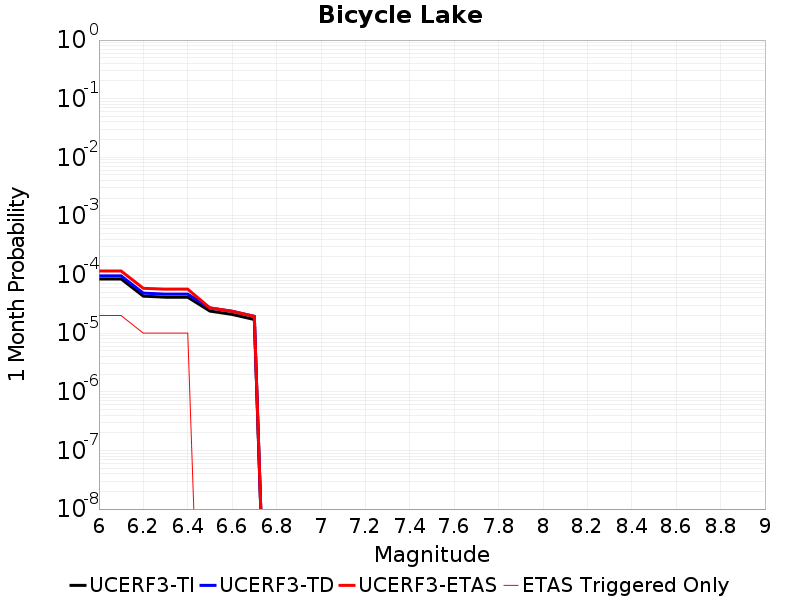 Bicycle Lake
1 Month Probability
10^0
10^-1
10^-2
10^-3
10^-4
10^-5
10^-6
10^-7
10^-8
6 6.2 6.4 6.6 6.8 7 7.2 7.4 7.6 7.8 8 8.2 8.4 8.6 8.8 9
Magnitude
UCERF3-TI UCERF3-TD UCERF3-ETAS ETAS Triggered Only